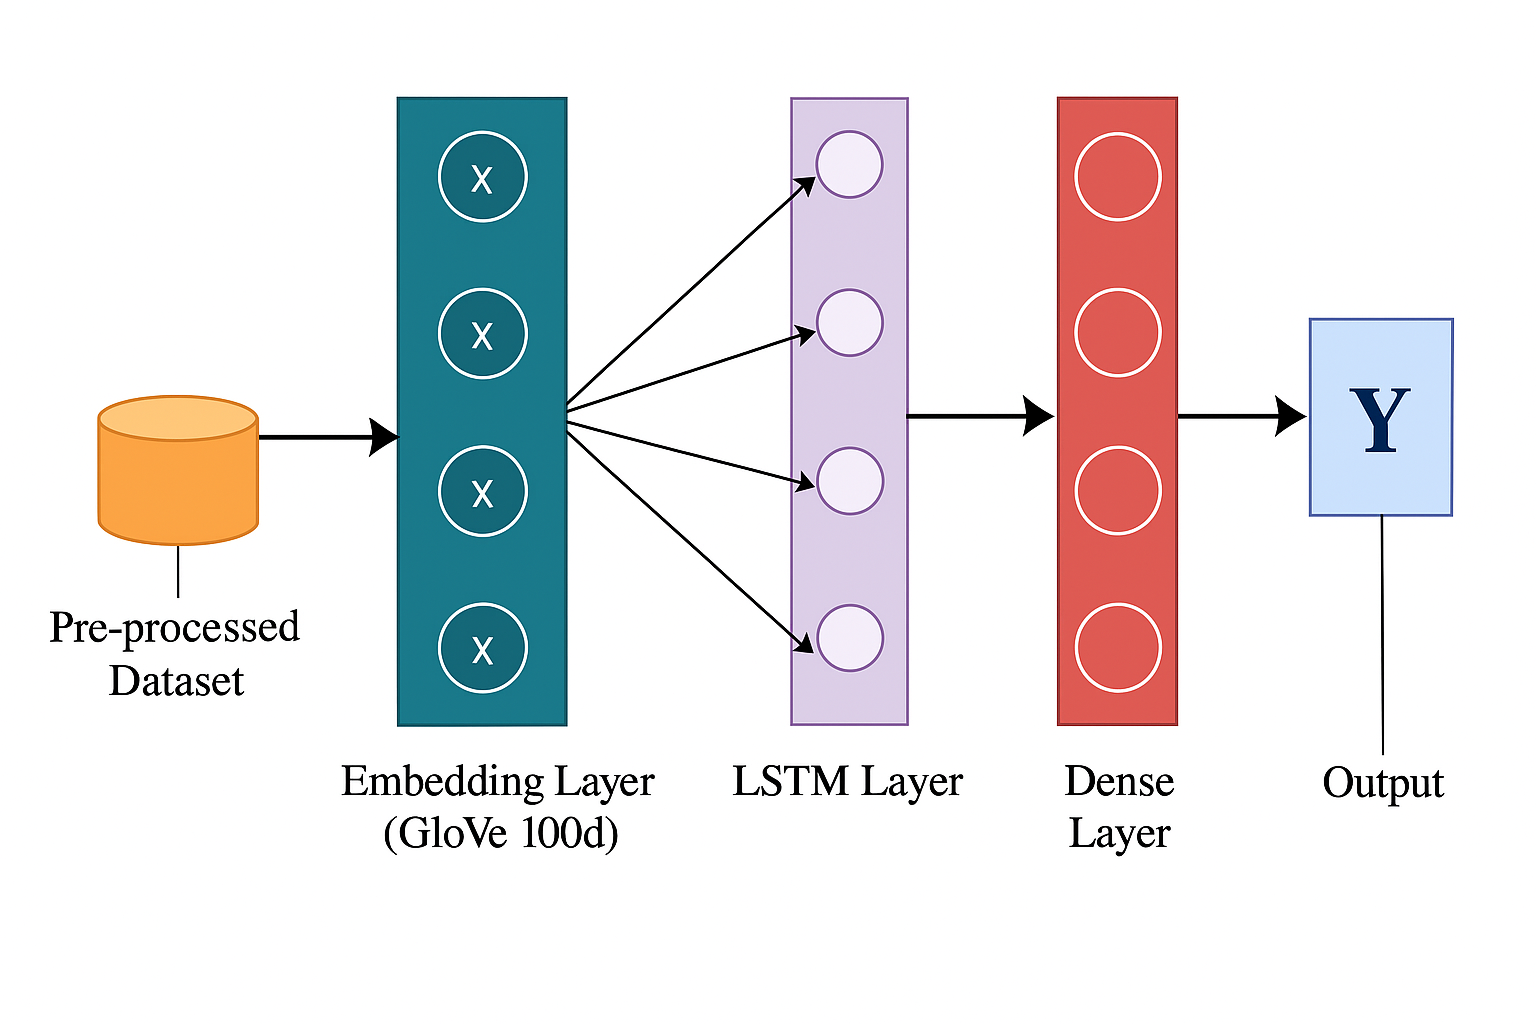 X
X
X
X
Y
Pre-processed
Dataset
Embedding Layer
(GloVe 100d)
LSTM Layer
Dense
Layer
Output